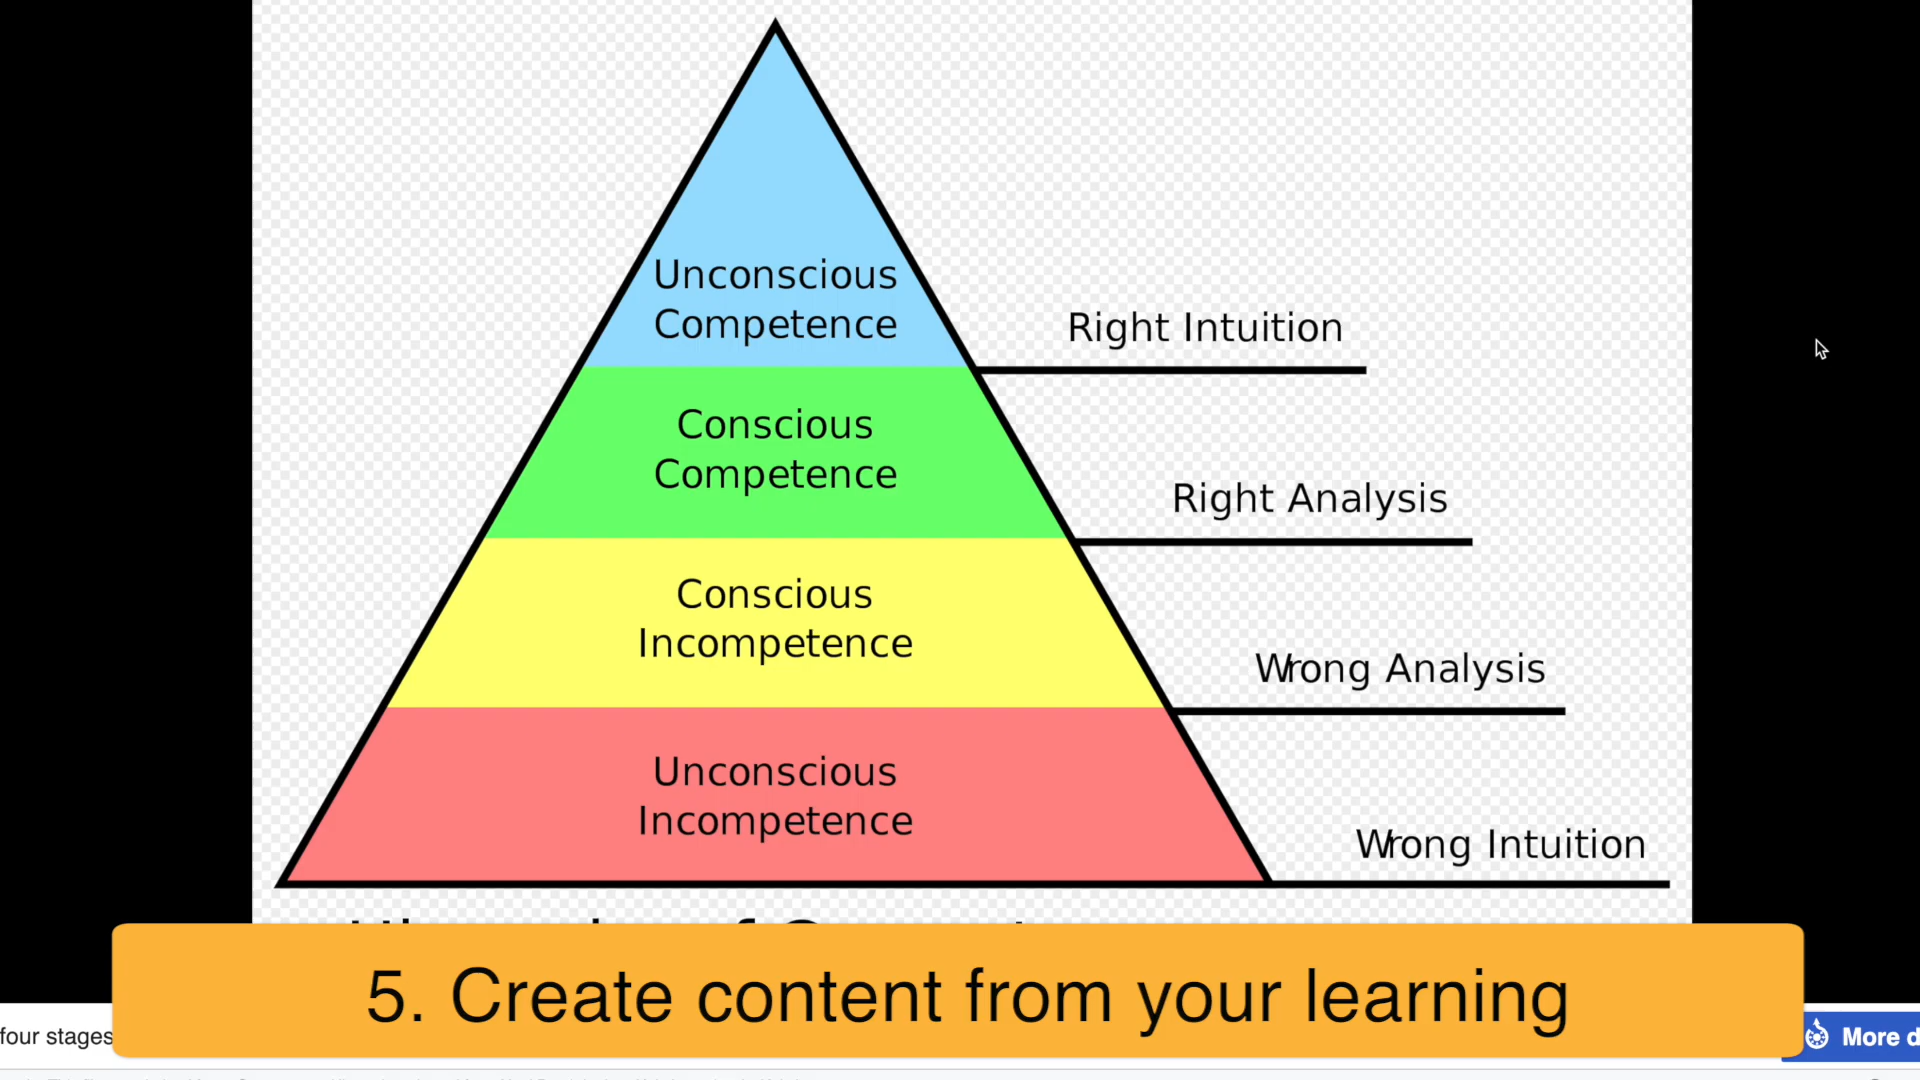 Unconscious
Competence
Right Intuition
Conscious
Competence
Right Analysis
Conscious
Incompetence
Wrong Analysis
Unconscious
Incompetence
Wrong Intuition
5. Create content from your learning
four stages
More d